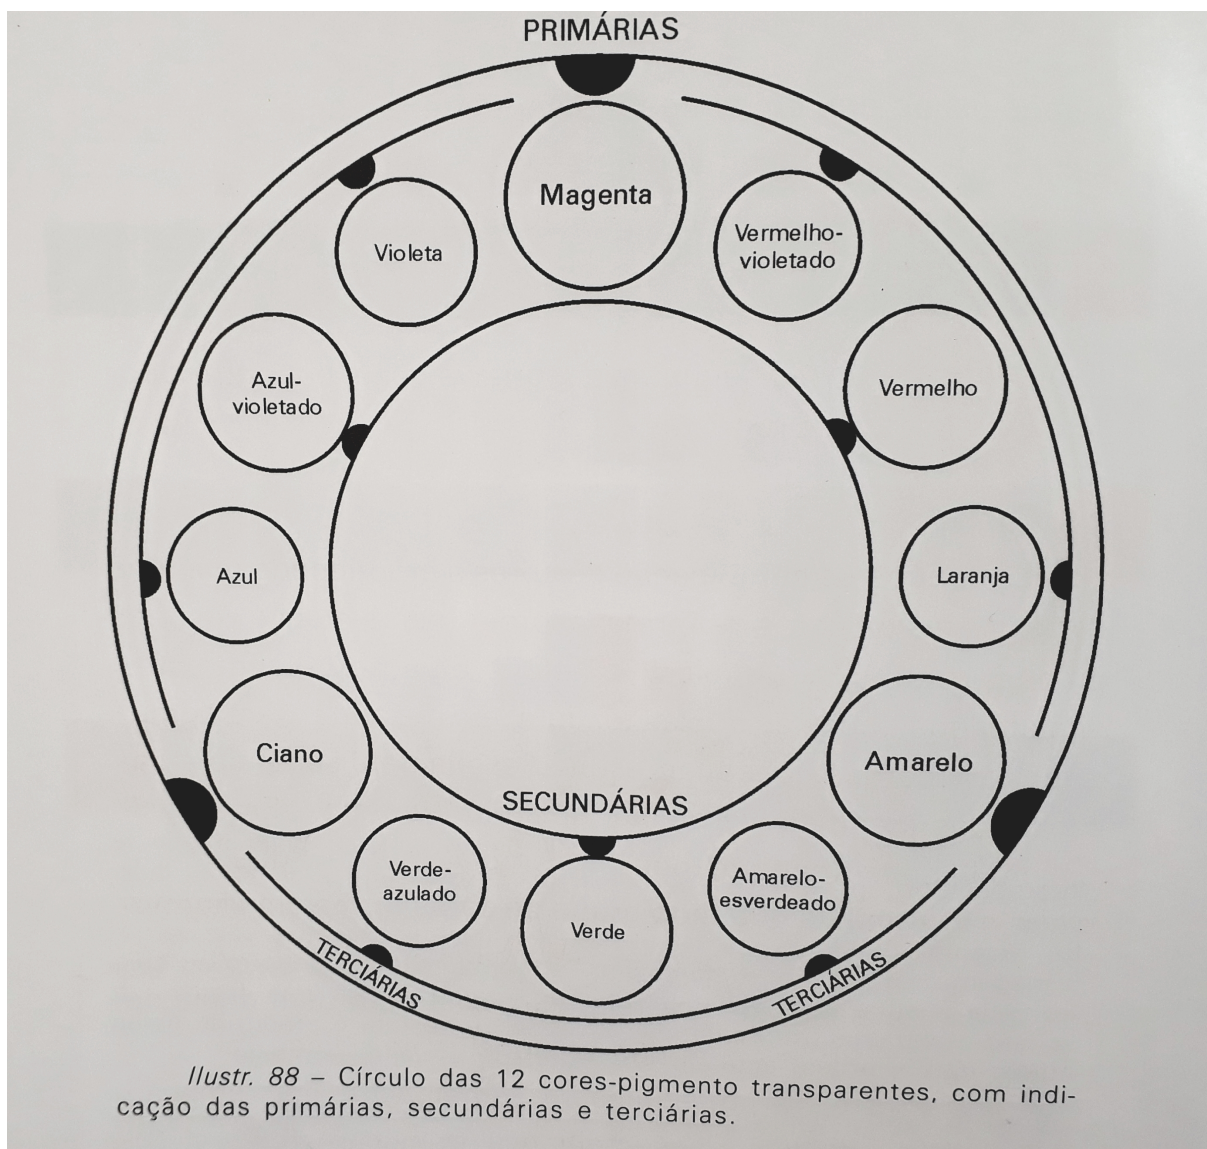 PRIMÁRIAS
Magenta
Vermelho-
violetado
Violeta
Vermelho
Azul-
violetado
Azul
Laranja
Ciano
Amarelo
SECUNDÁRIAS
Verde-
azulado
Amarelo-
esverdeado
Verde
TERCIÁRIAS
TERCIÁRIAS
Ilustr. 88 – Círculo das 12 cores-pigmento transparentes, com indi-
cação das primárias, secundárias e terciárias.